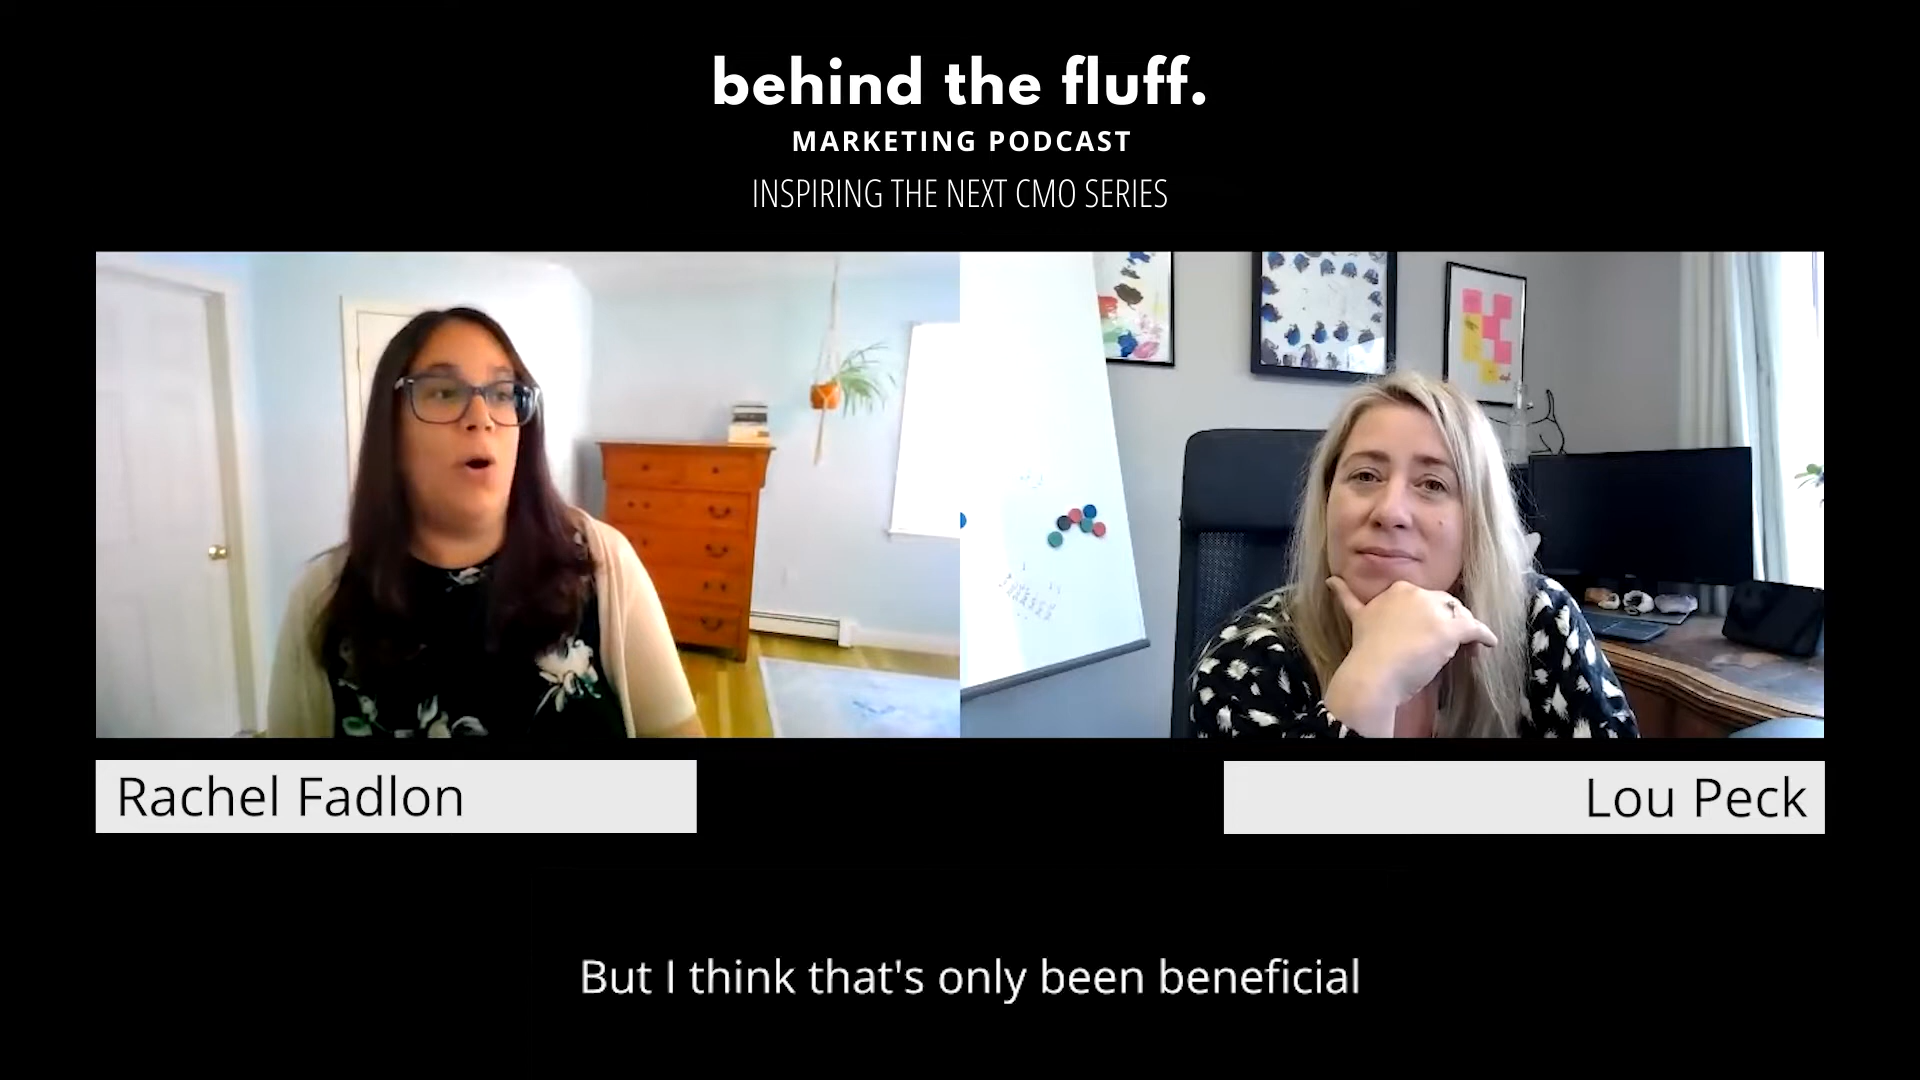 behind the fluff.
MARKETING PODCAST
INSPIRING THE NEXT CMO SERIES
Rachel Fadlon
Lou Peck
But I think that's only been beneficial